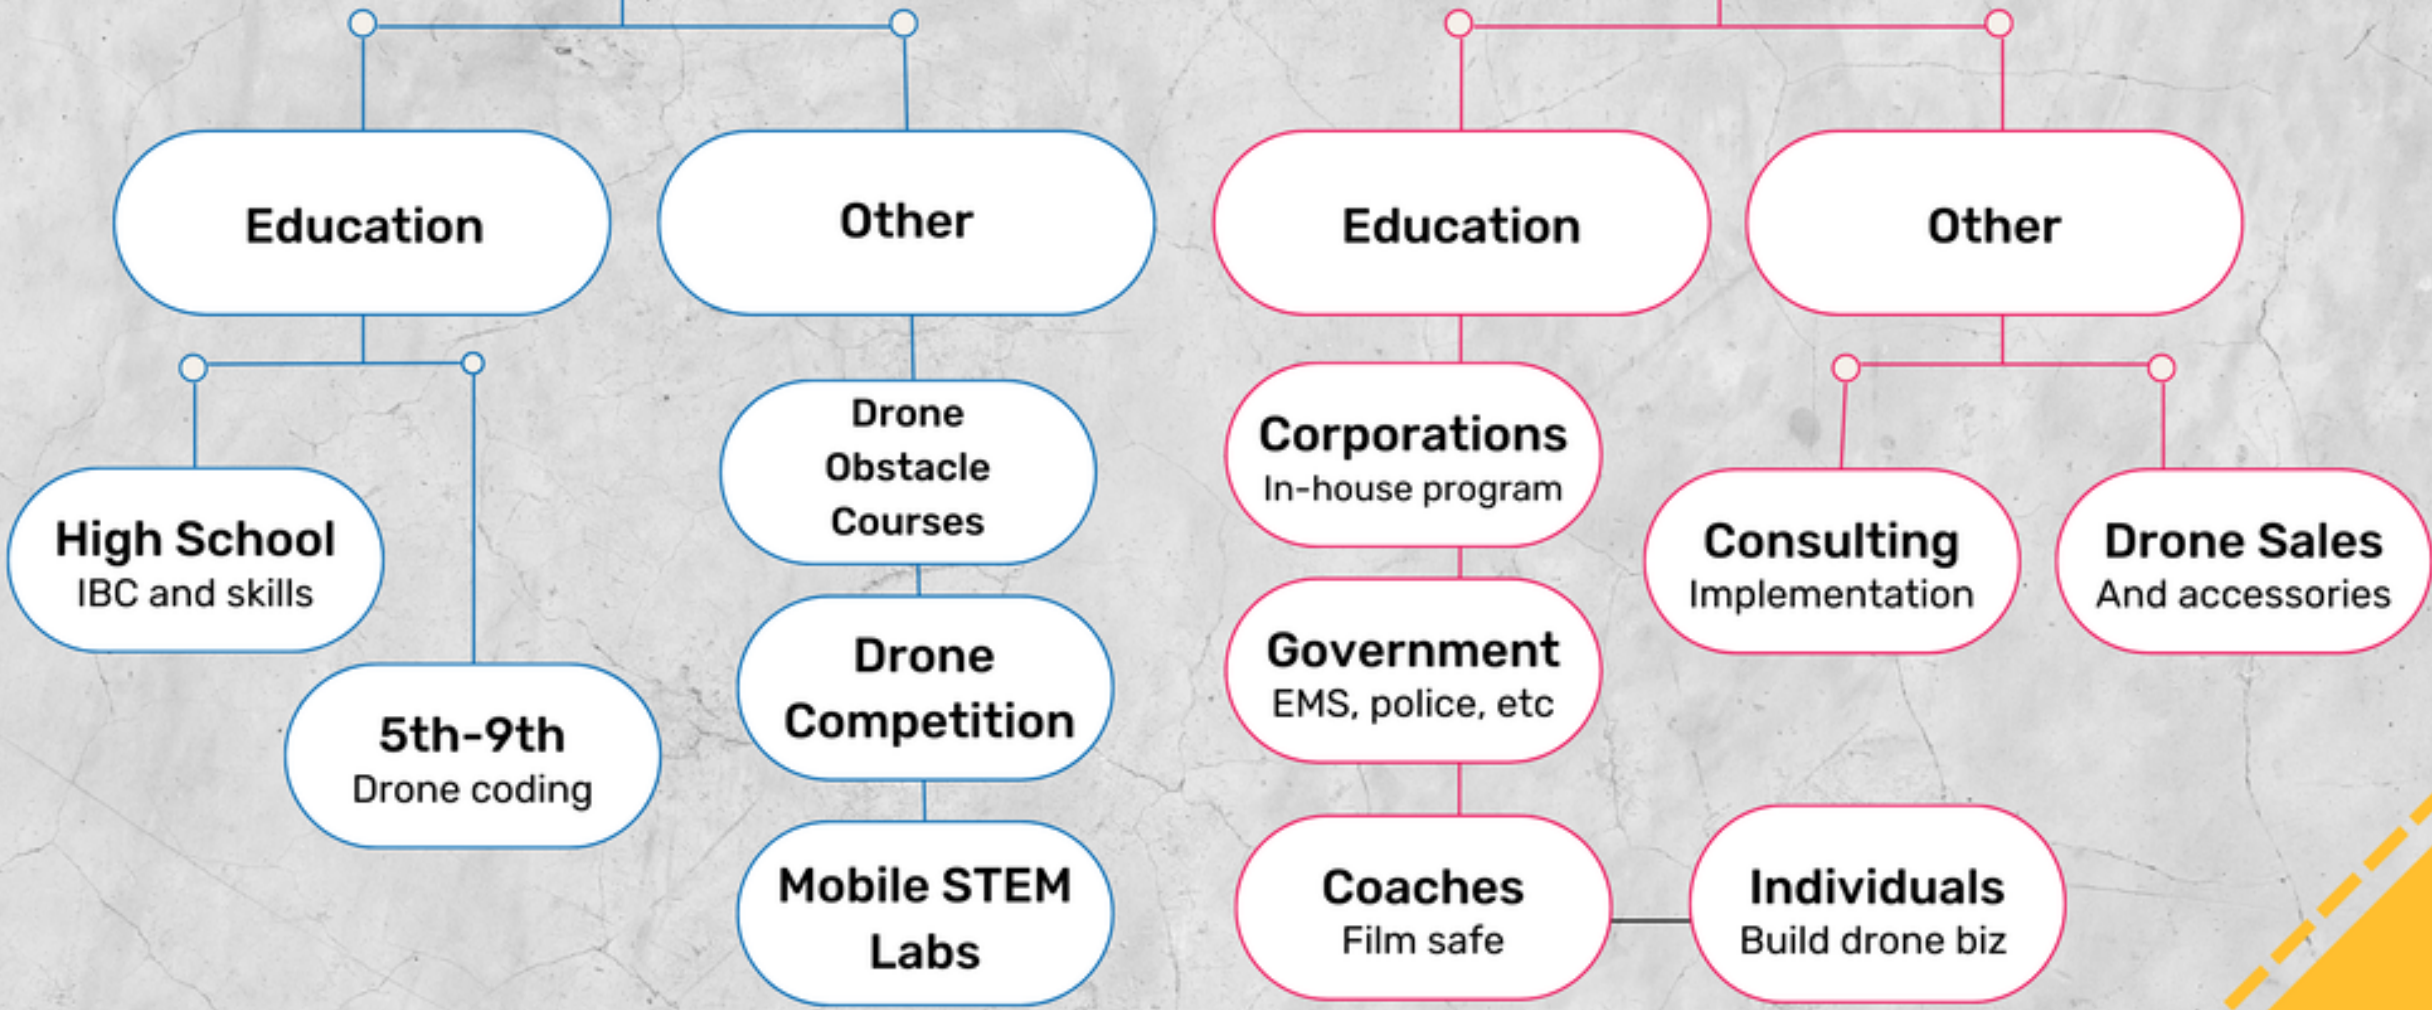 Education
Other
Education
Other
High School
IBC and skills
5th-9th
Drone coding
Drone
Obstacle
Courses
Drone
Competition
Mobile STEM
Labs
Corporations
In-house program
Government
EMS, police, etc
Coaches
Film safe
Individuals
Build drone biz
Consulting
Implementation
Drone Sales
And accessories